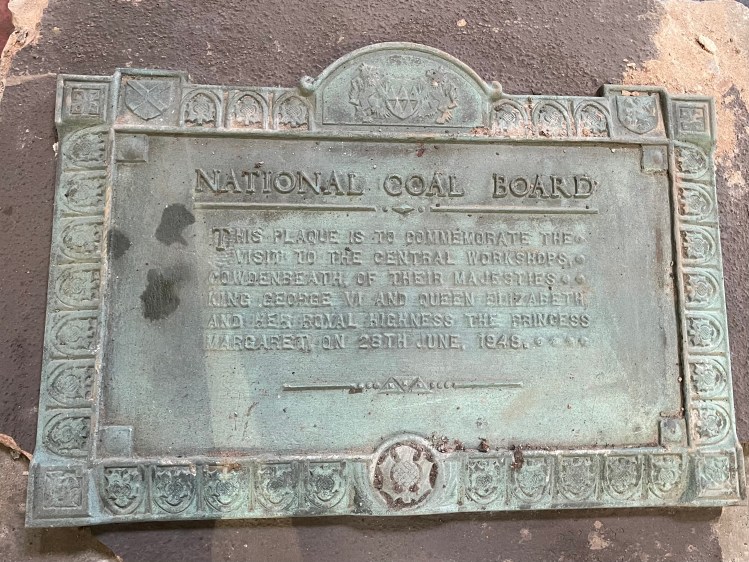 NATIONAL COAL BOARD
THIS PLAQUE IS TO COMMEMORATE THE
VISIT TO THE CENTRAL WORKSHOPS,
COWDENBEATH, OF THEIR MAJESTIES
KING GEORGE VI AND QUEEN ELIZABETH,
AND HER ROYAL HIGHNESS THE PRINCESS
MARGARET, ON 28TH JUNE, 1948.